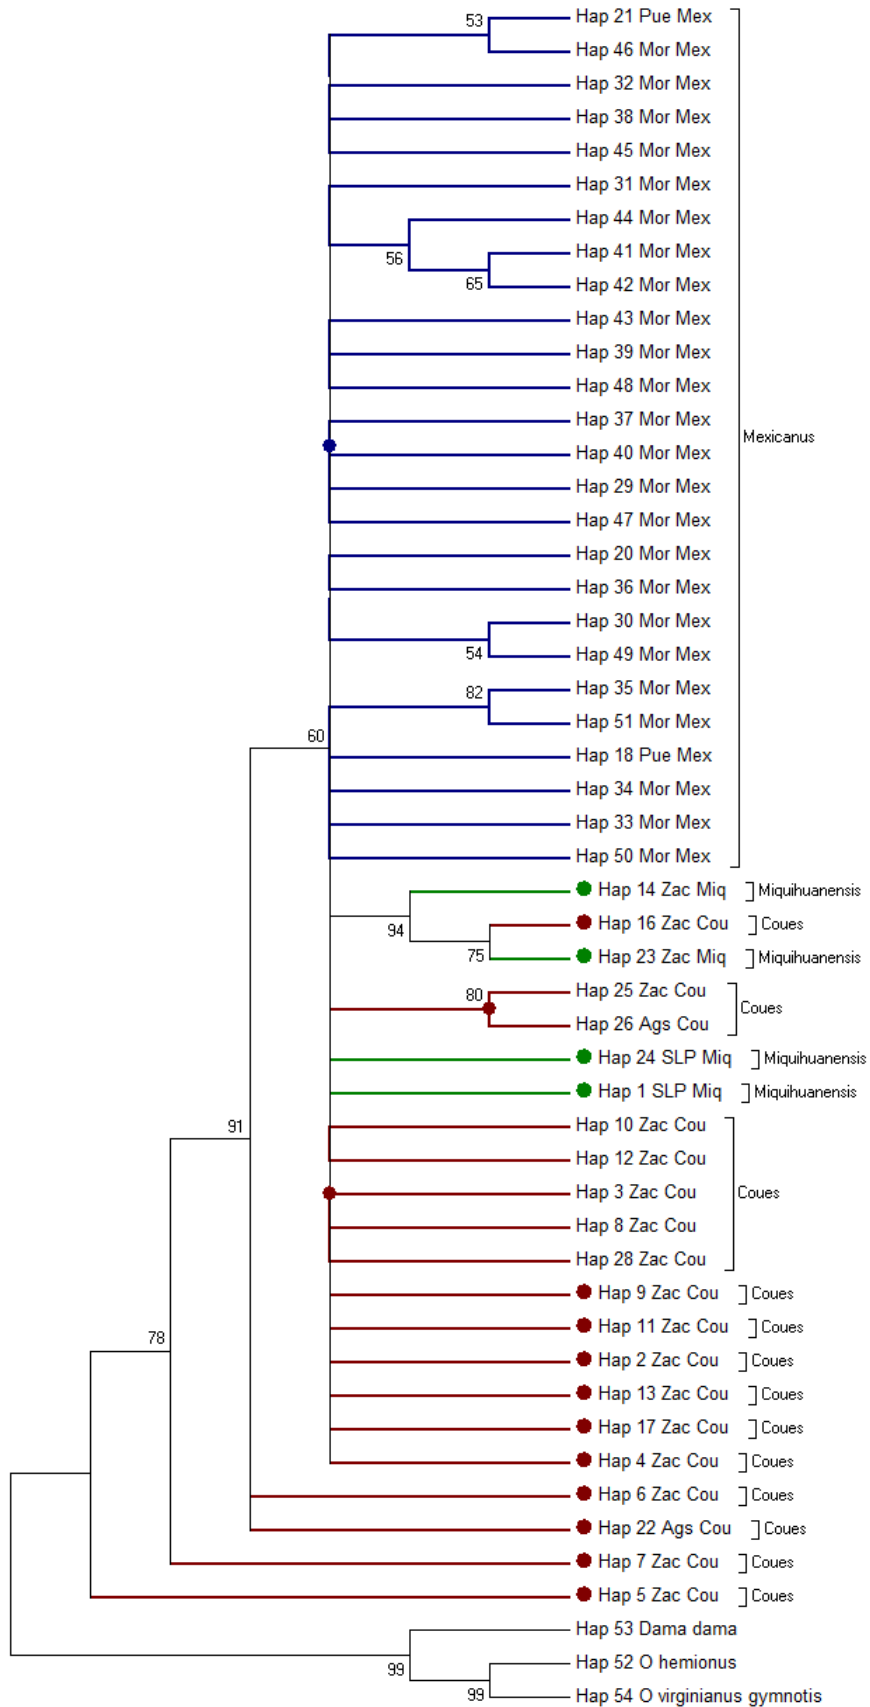 53
Hap 21 Pue Mex
Hap 46 Mor Mex
Hap 32 Mor Mex
Hap 38 Mor Mex
Hap 45 Mor Mex
Hap 31 Mor Mex
Hap 44 Mor Mex
56
Hap 41 Mor Mex
65
Hap 42 Mor Mex
Hap 43 Mor Mex
Hap 39 Mor Mex
Hap 48 Mor Mex
Hap 37 Mor Mex
Mexicanus
Hap 40 Mor Mex
Hap 29 Mor Mex
Hap 47 Mor Mex
Hap 20 Mor Mex
Hap 36 Mor Mex
Hap 30 Mor Mex
54
Hap 49 Mor Mex
82
Hap 35 Mor Mex
Hap 51 Mor Mex
60
Hap 18 Pue Mex
Hap 34 Mor Mex
Hap 33 Mor Mex
Hap 50 Mor Mex
Hap 14 Zac Miq Miquihuanensis
94
Hap 16 Zac Cou Coues
75
Hap 23 Zac Miq Miquihuanensis
80
Hap 25 Zac Cou
Coues
Hap 26 Ags Cou
Hap 24 SLP Miq Miquihuanensis
Hap 1 SLP Miq Miquihuanensis
91
Hap 10 Zac Cou
Hap 12 Zac Cou
Hap 3 Zac Cou
Coues
Hap 8 Zac Cou
Hap 28 Zac Cou
Hap 9 Zac Cou Coues
78
Hap 11 Zac Cou Coues
Hap 2 Zac Cou Coues
Hap 13 Zac Cou Coues
Hap 17 Zac Cou Coues
Hap 4 Zac Cou Coues
Hap 6 Zac Cou Coues
Hap 22 Ags Cou Coues
Hap 7 Zac Cou Coues
Hap 5 Zac Cou Coues
Hap 53 Dama dama
99
Hap 52 O hemionus
99
Hap 54 O virginianus gymnotis